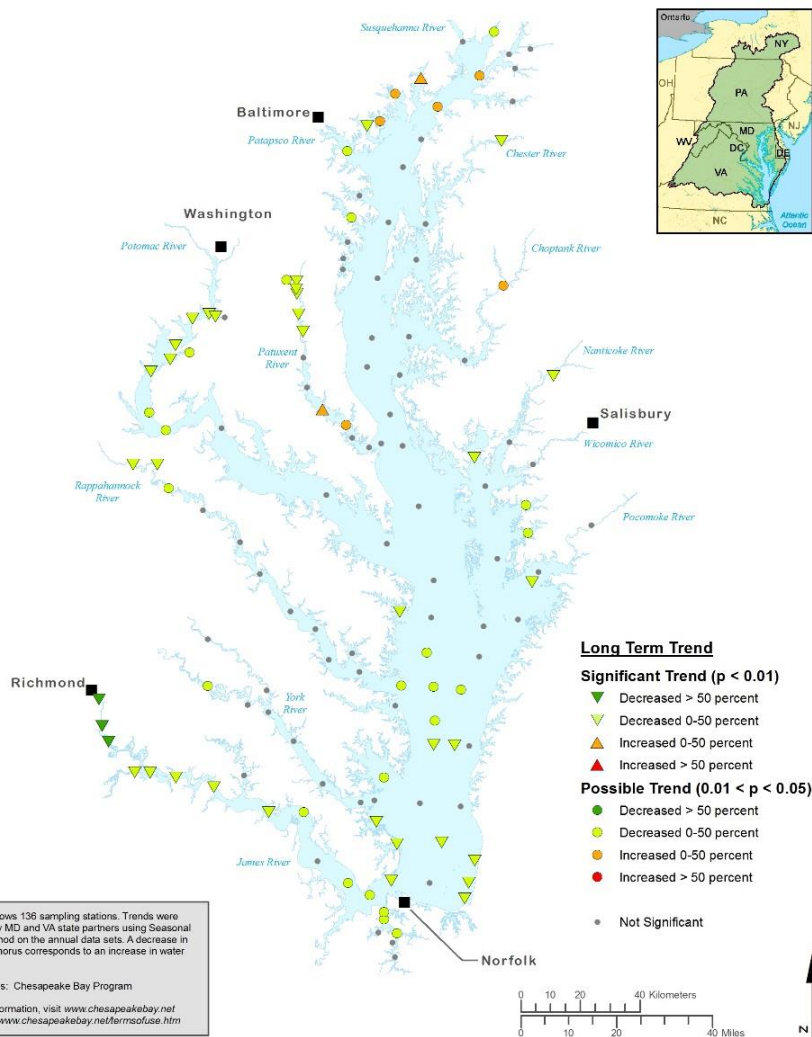 Susquehanna River
Baltimore
Patapsco River
Chester River
Washington
Potomac River
Choptank River
Patuxent
River
Nanticoke River
Salisbury
Wicomico River
Rappahannock
River
Pocomoke River
Richmond
York
River
James River
Norfolk
Ontario
NY
OH
PA
NJ
WV
MD
DC
DE
VA
NC
Atlantic
Ocean
Long Term Trend
Significant Trend (p < 0.01)
Decreased > 50 percent
Decreased 0-50 percent
Increased 0-50 percent
Increased > 50 percent
Possible Trend (0.01 < p < 0.05)
Decreased > 50 percent
Decreased 0-50 percent
Increased 0-50 percent
Increased > 50 percent
Not Significant
ows 136 sampling stations. Trends were
y MD and VA state partners using Seasonal
hod on the annual data sets. A decrease in
horus corresponds to an increase in water
s: Chesapeake Bay Program
ormation, visit www.chesapeakebay.net
www.chesapeakebay.net/termsofuse.htm
0 10 20 40 Kilometers
0 10 20 40 Miles
N